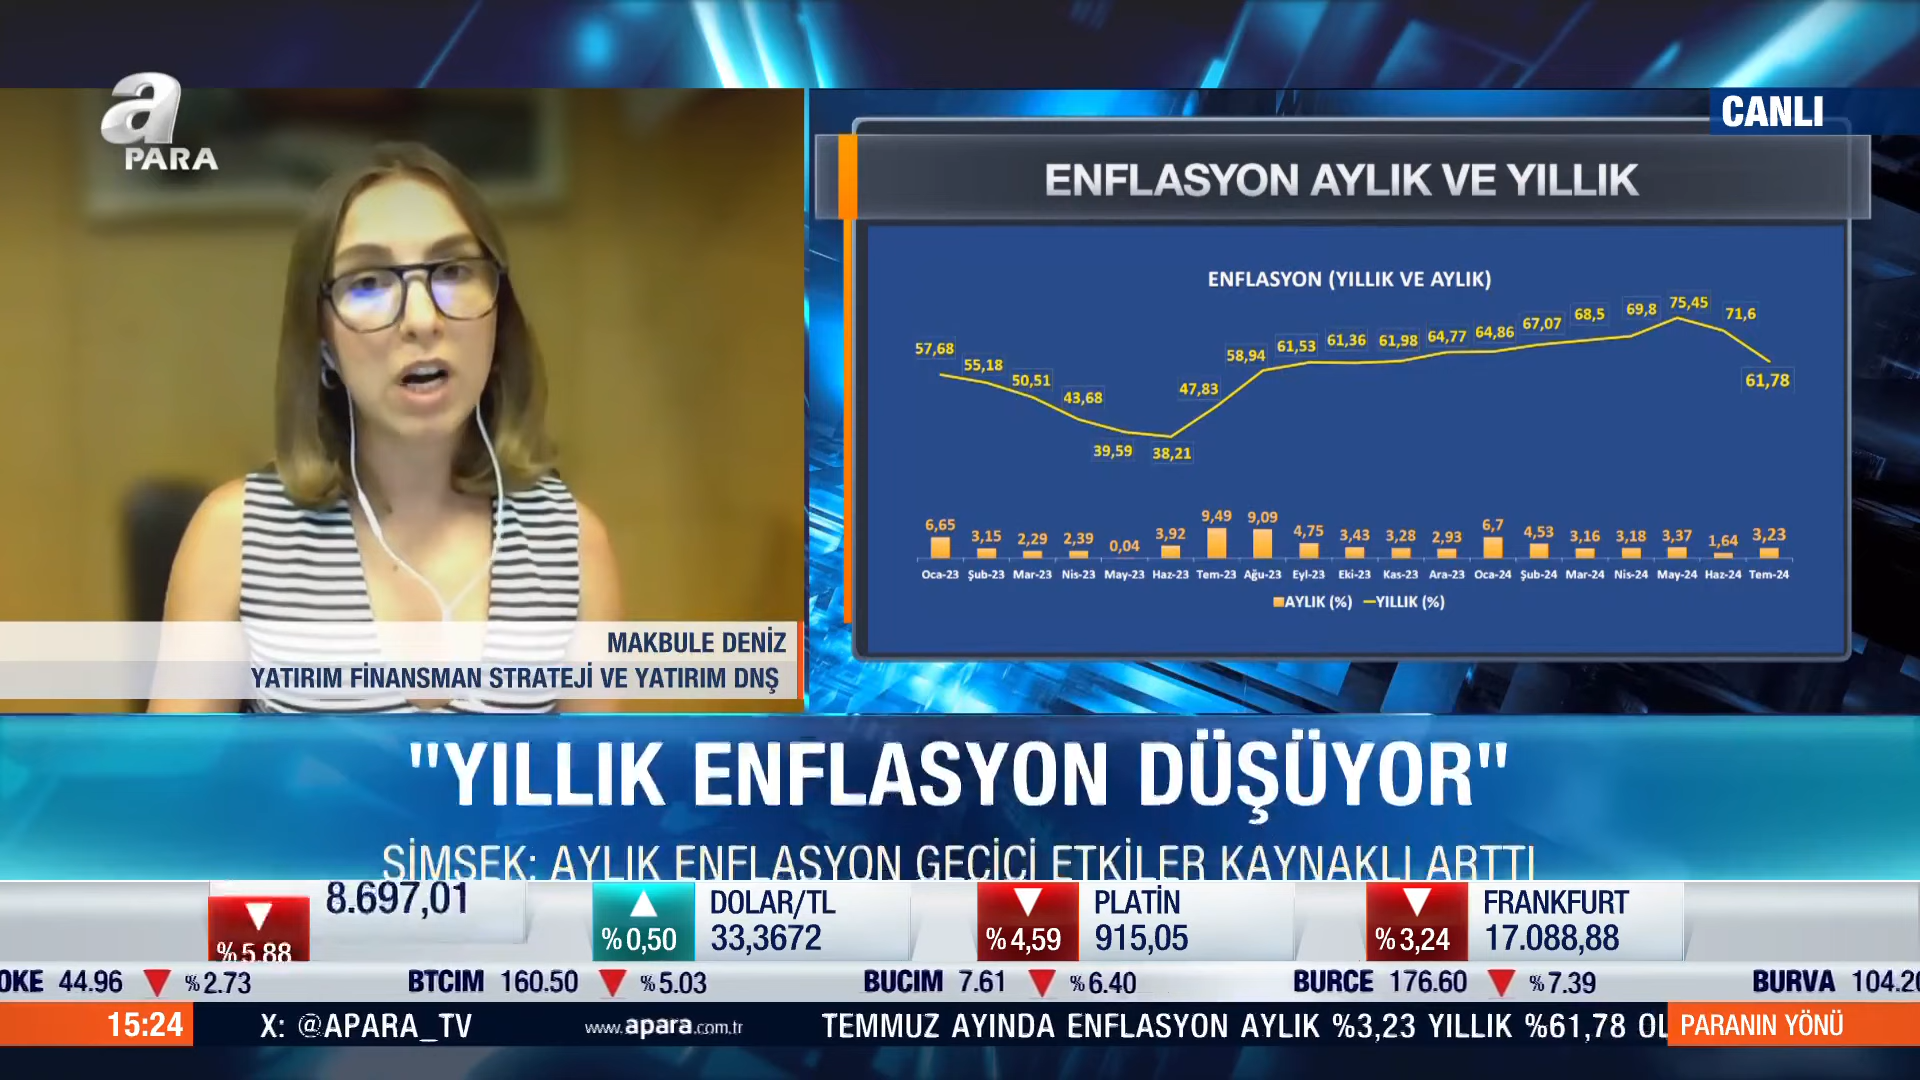 a
PARA
CANLI
ENFLASYON AYLIK VE YILLIK
ENFLASYON (YILLIK VE AYLIK)
57,68 55,18 50,51 43,68 39,59 38,21 47,83 58,94 61,53 61,36 61,98 64,77 64,86 67,07 68,5 69,8 75,45 71,6 61,78
6,65 3,15 2,29 2,39 0,04 3,92 9,49 9,09 4,75 3,43 3,28 2,93 6,7 4,53 3,16 3,18 3,37 1,64 3,23
Oca-23 Şub-23 Mar-23 Nis-23 May-23 Haz-23 Tem-23 Ağu-23 Eyl-23 Eki-23 Kas-23 Ara-23 Oca-24 Şub-24 Mar-24 Nis-24 May-24 Haz-24 Tem-24
AYLIK (%) YILLIK (%)
MAKBULE DENİZ
YATIRIM FİNANSMAN STRATEJİ VE YATIRIM DNŞ
"YILLIK ENFLASYON DÜŞÜYOR"
ŞİMŞEK: AYLIK ENFLASYON GEÇİCİ ETKİLER KAYNAKLI ARTTI
%5,88 8.697,01
%0,50 DOLAR/TL 33,3672
%4,59 PLATİN 915,05
%3,24 FRANKFURT 17.088,88
OKE 44.96 %2.73 BTCIM 160.50 %5.03 BUCIM 7.61 %6.40 BURCE 176.60 %7.39 BURVA 104.20
15:24 X: @APARA_TV www.apara.com.tr TEMMUZ AYINDA ENFLASYON AYLIK %3,23 YILLIK %61,78 OL PARANIN YÖNÜ